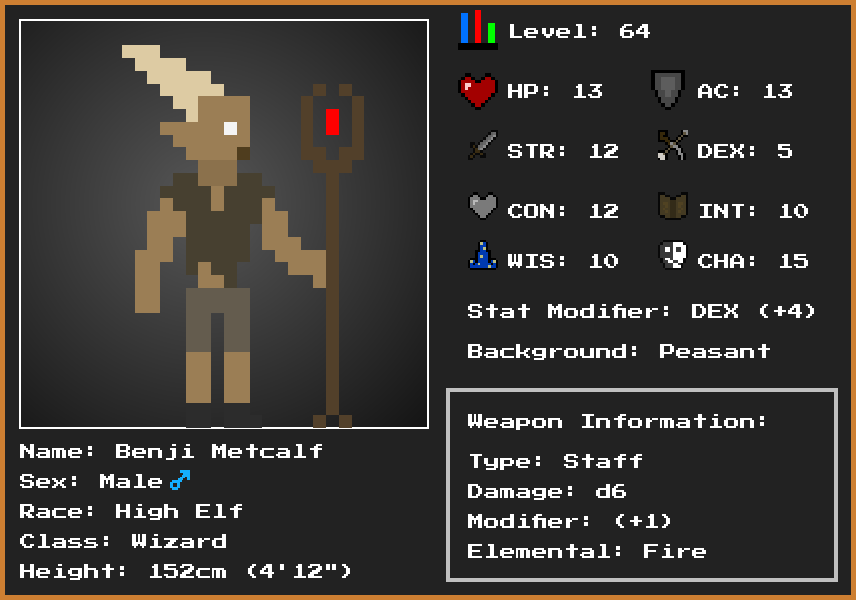 Level: 64
HP: 13 AC: 13
STR: 12 DEX: 5
CON: 12 INT: 10
WIS: 10 CHA: 15
Stat Modifier: DEX (+4)
Background: Peasant
Weapon Information:
Type: Staff
Damage: d6
Modifier: (+1)
Elemental: Fire
Name: Benji Metcalf
Sex: Male♂
Race: High Elf
Class: Wizard
Height: 152cm (4'12")